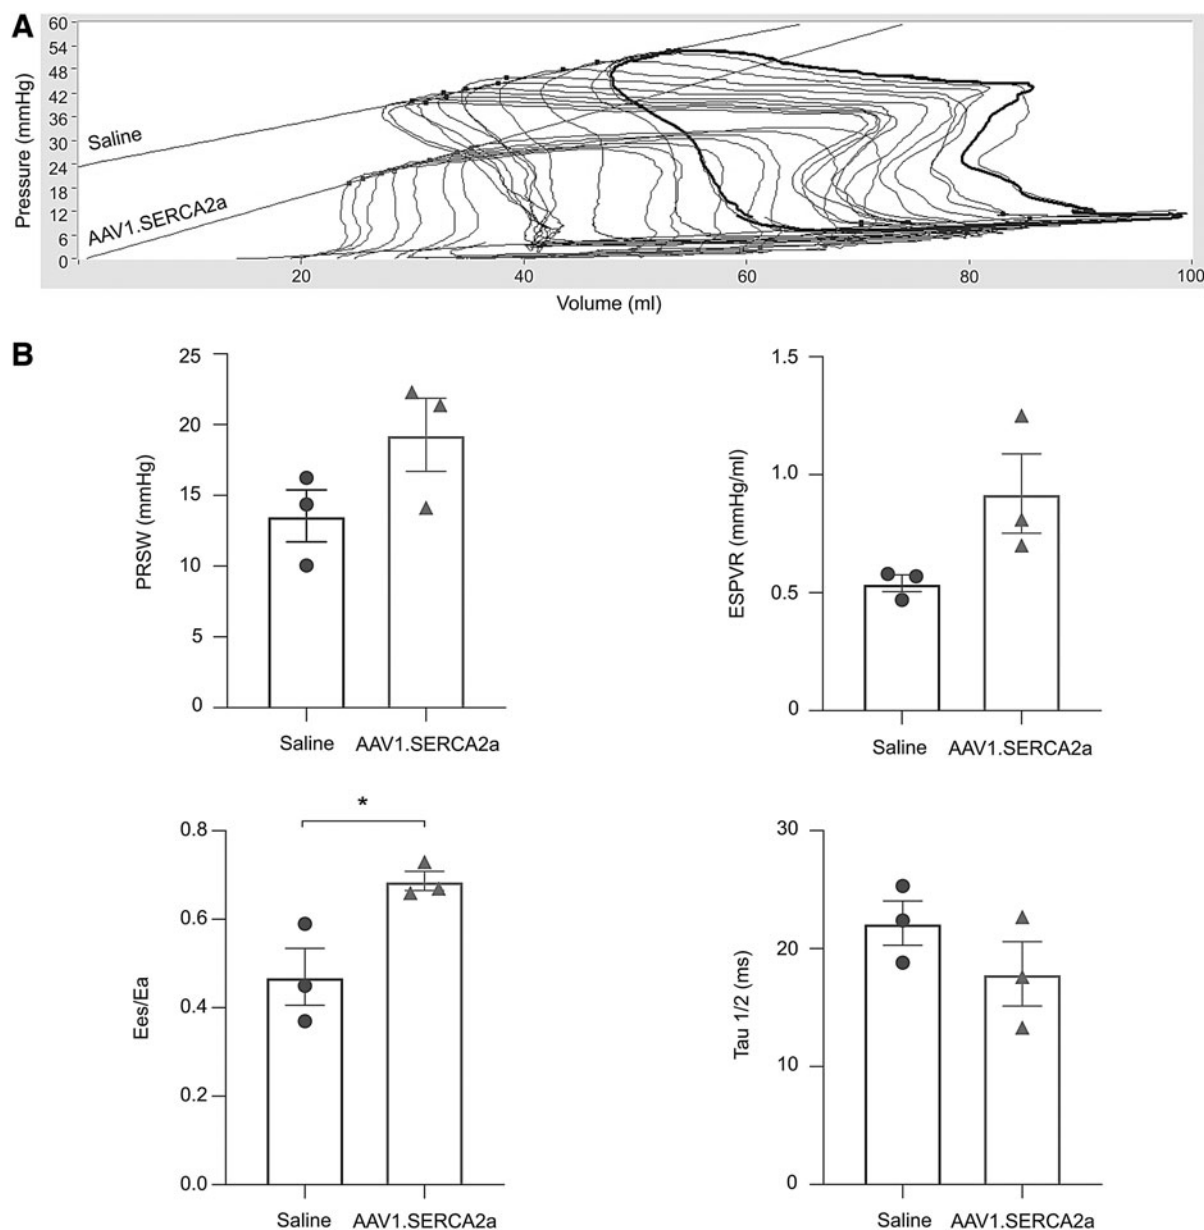 A
Pressure (mmHg)
60
54
48
42
36
30
24
18
12
6
0
Saline
AAV1.SERCA2a
20
40
60
80
100
Volume (ml)
B
PRSW (mmHg)
25
20
15
10
5
0
Saline
AAV1.SERCA2a
ESPVR (mmHg/ml)
1.5
1.0
0.5
0
Saline
AAV1.SERCA2a
Ees/Ea
0.8
0.6
0.4
0.2
0.0
*
Saline
AAV1.SERCA2a
Tau 1/2 (ms)
30
20
10
0
Saline
AAV1.SERCA2a